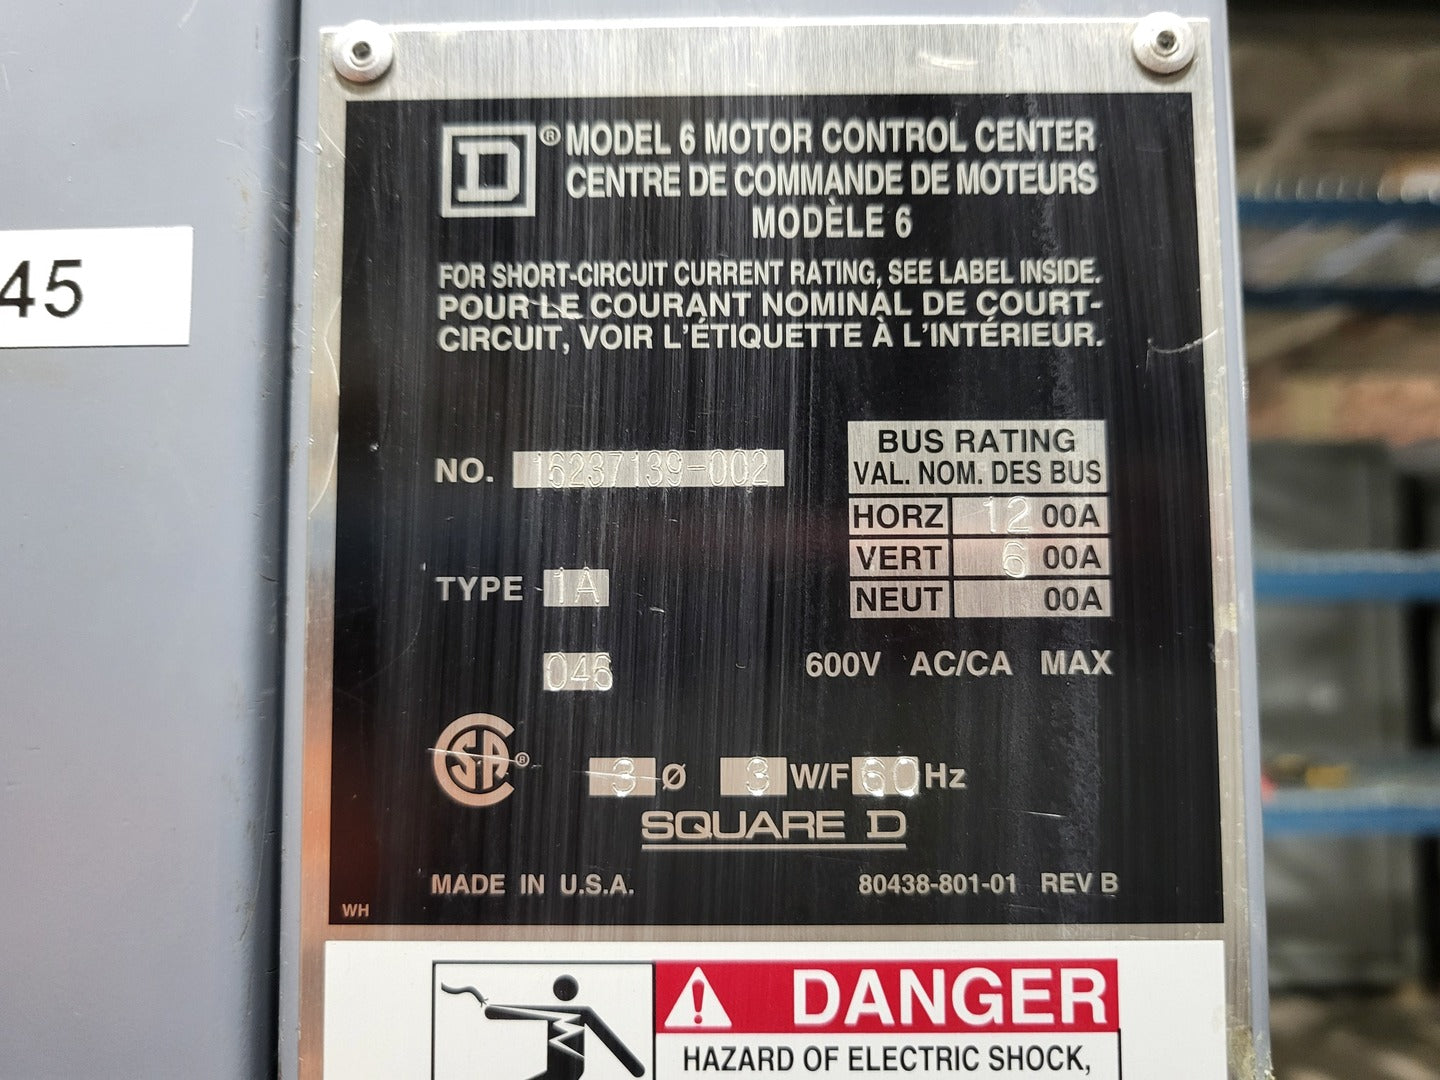 45
D ® MODEL 6 MOTOR CONTROL CENTER
CENTRE DE COMMANDE DE MOTEURS
MODÈLE 6
FOR SHORT-CIRCUIT CURRENT RATING, SEE LABEL INSIDE.
POUR LE COURANT NOMINAL DE COURT-
CIRCUIT, VOIR L'ÉTIQUETTE À L'INTÉRIEUR.
NO. 16237139-002
BUS RATING
VAL. NOM. DES BUS
HORZ 1200A
VERT 600A
NEUT 00A
TYPE 1A
046
600V AC/CA MAX
CSA ®
3 Ø 3 W/F 60 Hz
SQUARE D
MADE IN U.S.A.
80438-801-01 REV B
WH
DANGER
HAZARD OF ELECTRIC SHOCK,